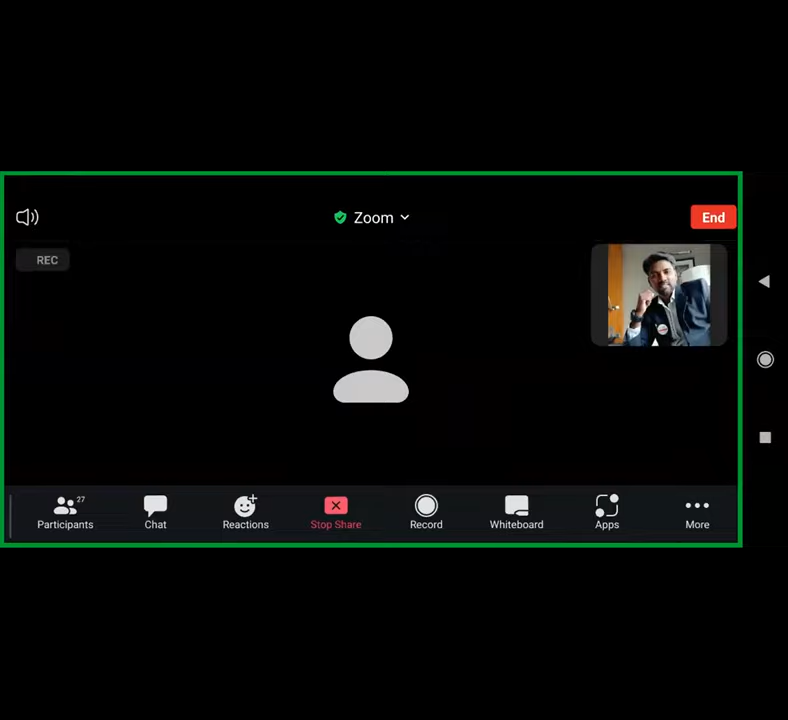 Zoom
End
REC
27
Participants
Chat
Reactions
Stop Share
Record
Whiteboard
Apps
More